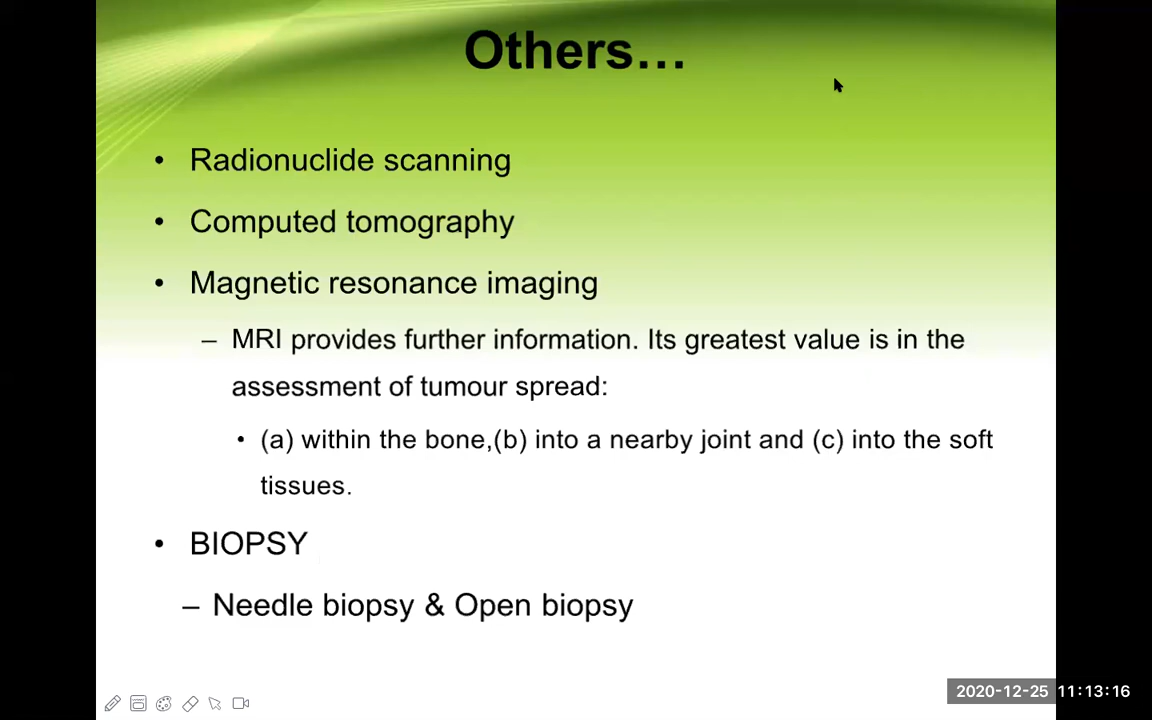 Others…
• Radionuclide scanning
• Computed tomography
• Magnetic resonance imaging
– MRI provides further information. Its greatest value is in the
assessment of tumour spread:
• (a) within the bone,(b) into a nearby joint and (c) into the soft
tissues.
• BIOPSY
– Needle biopsy & Open biopsy
2020-12-25 11:13:16